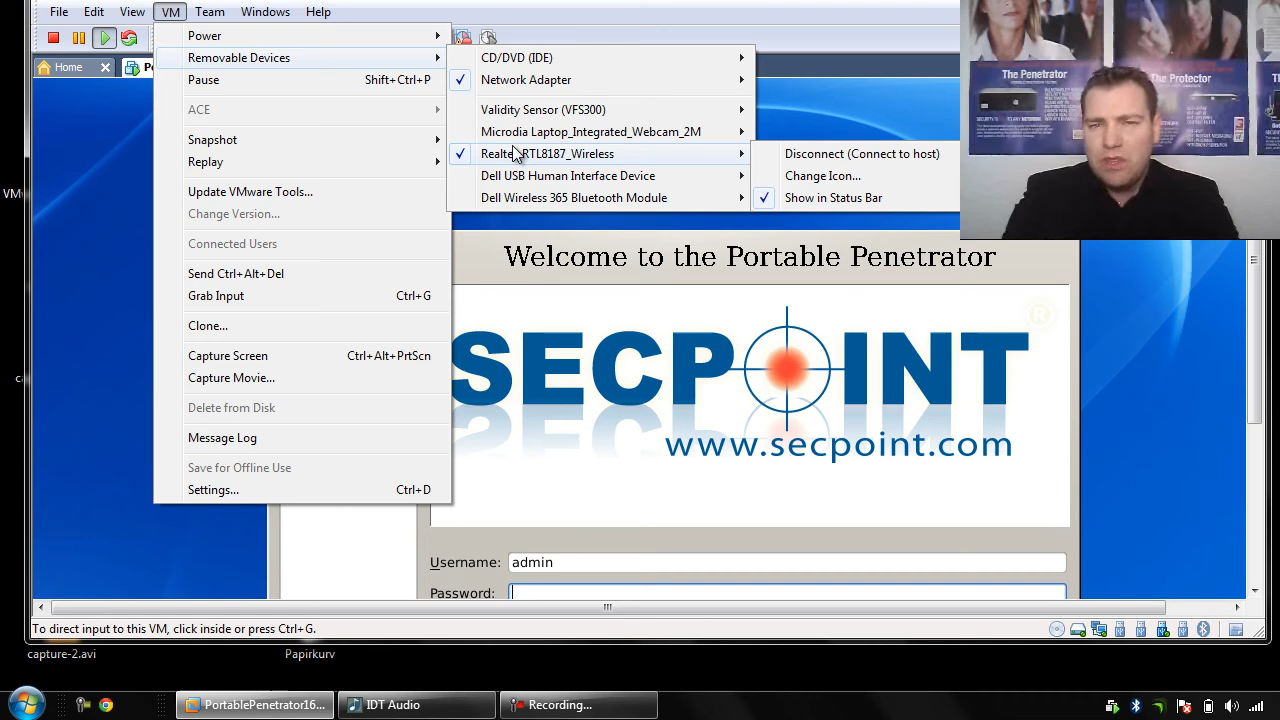 File Edit View VM Team Windows Help
Home
Power
Removable Devices
Pause Shift+Ctrl+P
ACE
Snapshot
Replay
Update VMware Tools...
Change Version...
Connected Users
Send Ctrl+Alt+Del
Grab Input Ctrl+G
Clone...
Capture Screen Ctrl+Alt+PrtScn
Capture Movie...
Delete from Disk
Message Log
Save for Offline Use
Settings... Ctrl+D
CD/DVD (IDE)
Network Adapter
Validity Sensor (VFS300)
Laptop_Integrated_Webcam_2M
Dell USB Human Interface Device
Dell Wireless 365 Bluetooth Module
Disconnect (Connect to host)
Change Icon...
Show in Status Bar
The Penetrator
The Protector
Welcome to the Portable Penetrator
SECPOINT
®
www.secpoint.com
Username: admin
Password:
To direct input to this VM, click inside or press Ctrl+G.
capture-2.avi
Papirkurv
PortablePenetrator16...
IDT Audio
Recording...